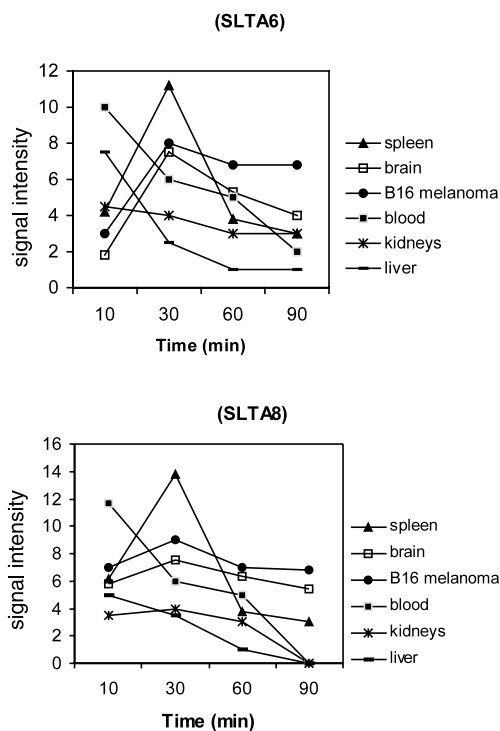 (SLTA6)
signal intensity
12
10
8
6
4
2
0
10 30 60 90
Time (min)
spleen
brain
B16 melanoma
blood
kidneys
liver
(SLTA8)
signal intensity
16
14
12
10
8
6
4
2
0
10 30 60 90
Time (min)
spleen
brain
B16 melanoma
blood
kidneys
liver